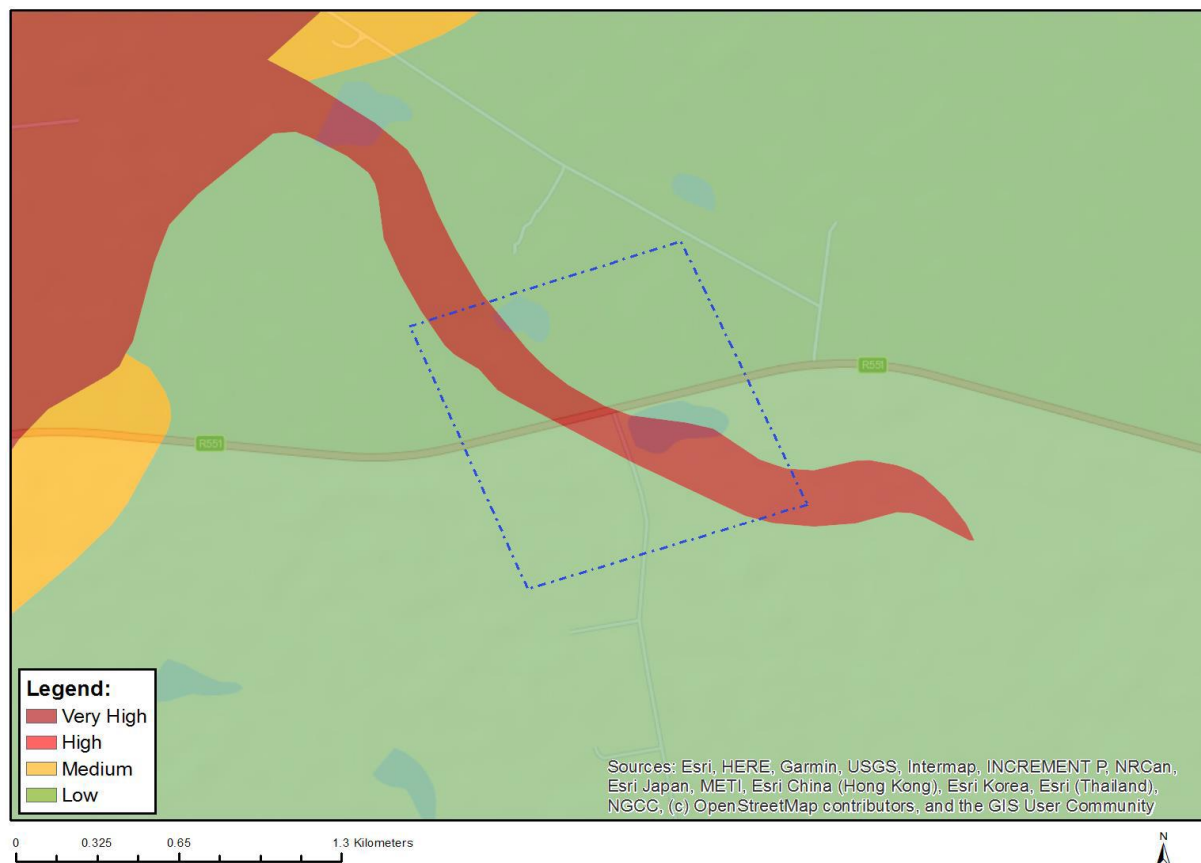 R551
R551
Legend:
Very High
High
Medium
Low
Sources: Esri, HERE, Garmin, USGS, Intermap, INCREMENT P, NRCan,
Esri Japan, METI, Esri China (Hong Kong), Esri Korea, Esri (Thailand),
NGCC, (c) OpenStreetMap contributors, and the GIS User Community
0 0.325 0.65 1.3 Kilometers
N